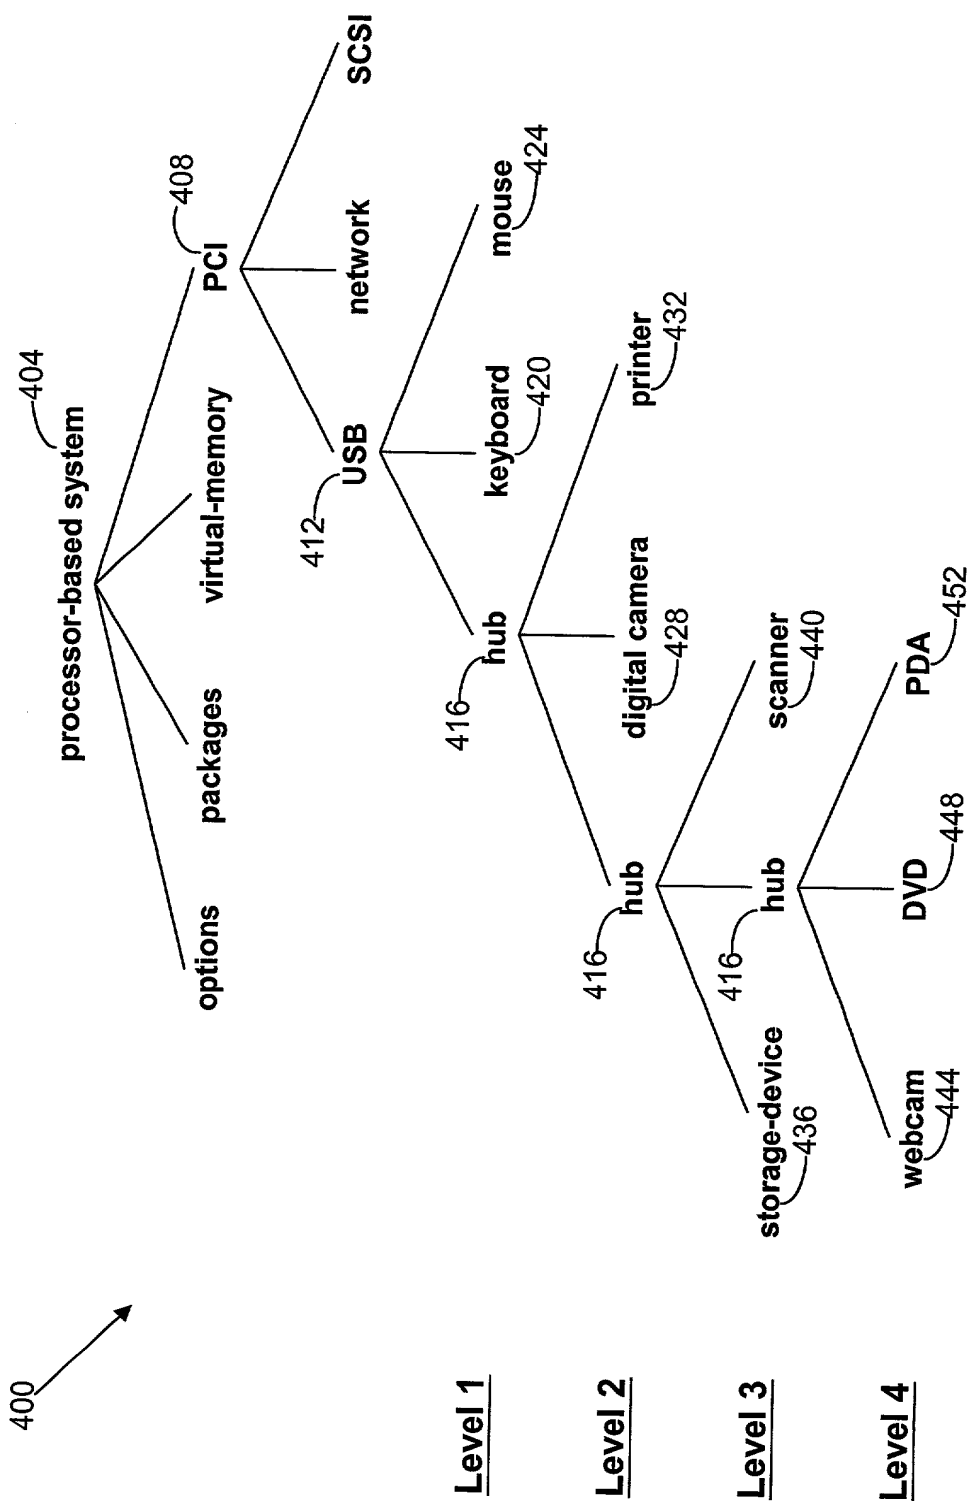 400
processor-based system
404
options
packages
virtual-memory
PCI
408
412
USB
network
SCSI
Level 1
416
hub
keyboard
420
mouse
424
Level 2
416
hub
digital camera
428
printer
432
Level 3
storage-device
436
416
hub
scanner
440
Level 4
webcam
444
DVD
448
PDA
452